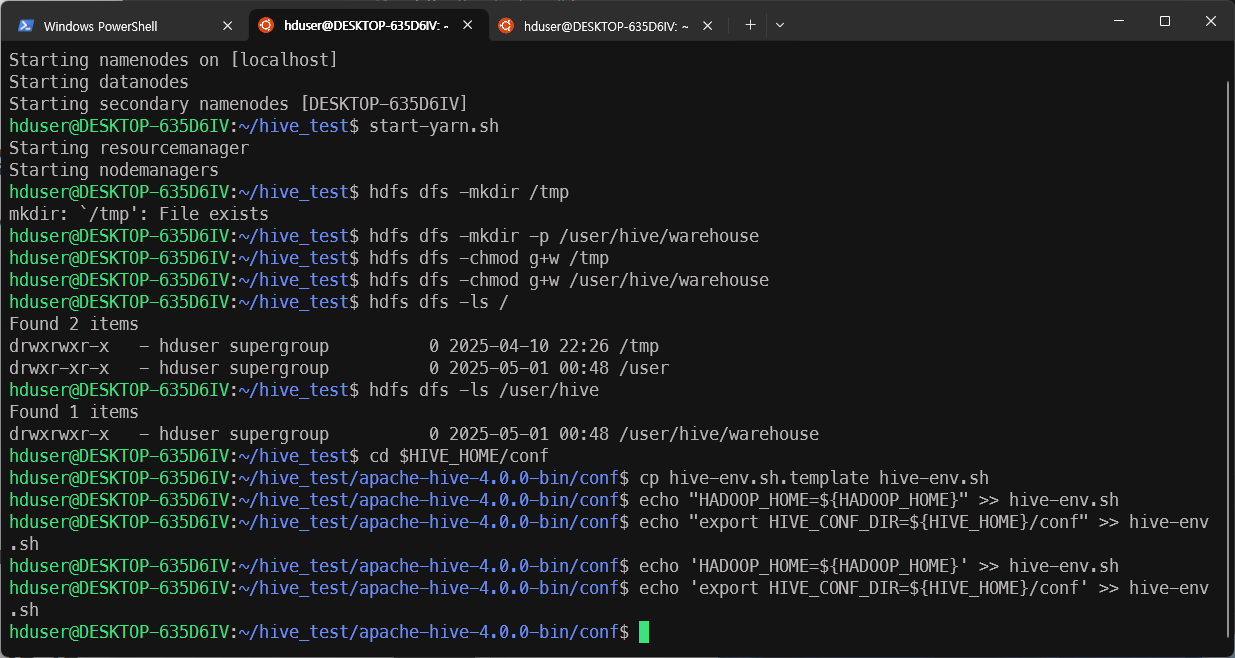 Windows PowerShell
hduser@DESKTOP-635D6IV: ~
hduser@DESKTOP-635D6IV: ~
Starting namenodes on [localhost]
Starting datanodes
Starting secondary namenodes [DESKTOP-635D6IV]
hduser@DESKTOP-635D6IV:~/hive_test$ start-yarn.sh
Starting resourcemanager
Starting nodemanagers
hduser@DESKTOP-635D6IV:~/hive_test$ hdfs dfs -mkdir /tmp
mkdir: `/tmp': File exists
hduser@DESKTOP-635D6IV:~/hive_test$ hdfs dfs -mkdir -p /user/hive/warehouse
hduser@DESKTOP-635D6IV:~/hive_test$ hdfs dfs -chmod g+w /tmp
hduser@DESKTOP-635D6IV:~/hive_test$ hdfs dfs -chmod g+w /user/hive/warehouse
hduser@DESKTOP-635D6IV:~/hive_test$ hdfs dfs -ls /
Found 2 items
drwxrwxr-x   - hduser supergroup          0 2025-04-10 22:26 /tmp
drwxr-xr-x   - hduser supergroup          0 2025-05-01 00:48 /user
hduser@DESKTOP-635D6IV:~/hive_test$ hdfs dfs -ls /user/hive
Found 1 items
drwxrwxr-x   - hduser supergroup          0 2025-05-01 00:48 /user/hive/warehouse
hduser@DESKTOP-635D6IV:~/hive_test$ cd $HIVE_HOME/conf
hduser@DESKTOP-635D6IV:~/hive_test/apache-hive-4.0.0-bin/conf$ cp hive-env.sh.template hive-env.sh
hduser@DESKTOP-635D6IV:~/hive_test/apache-hive-4.0.0-bin/conf$ echo "HADOOP_HOME=${HADOOP_HOME}" >> hive-env.sh
hduser@DESKTOP-635D6IV:~/hive_test/apache-hive-4.0.0-bin/conf$ echo "export HIVE_CONF_DIR=${HIVE_HOME}/conf" >> hive-env
.sh
hduser@DESKTOP-635D6IV:~/hive_test/apache-hive-4.0.0-bin/conf$ echo 'HADOOP_HOME=${HADOOP_HOME}' >> hive-env.sh
hduser@DESKTOP-635D6IV:~/hive_test/apache-hive-4.0.0-bin/conf$ echo 'export HIVE_CONF_DIR=${HIVE_HOME}/conf' >> hive-env
.sh
hduser@DESKTOP-635D6IV:~/hive_test/apache-hive-4.0.0-bin/conf$